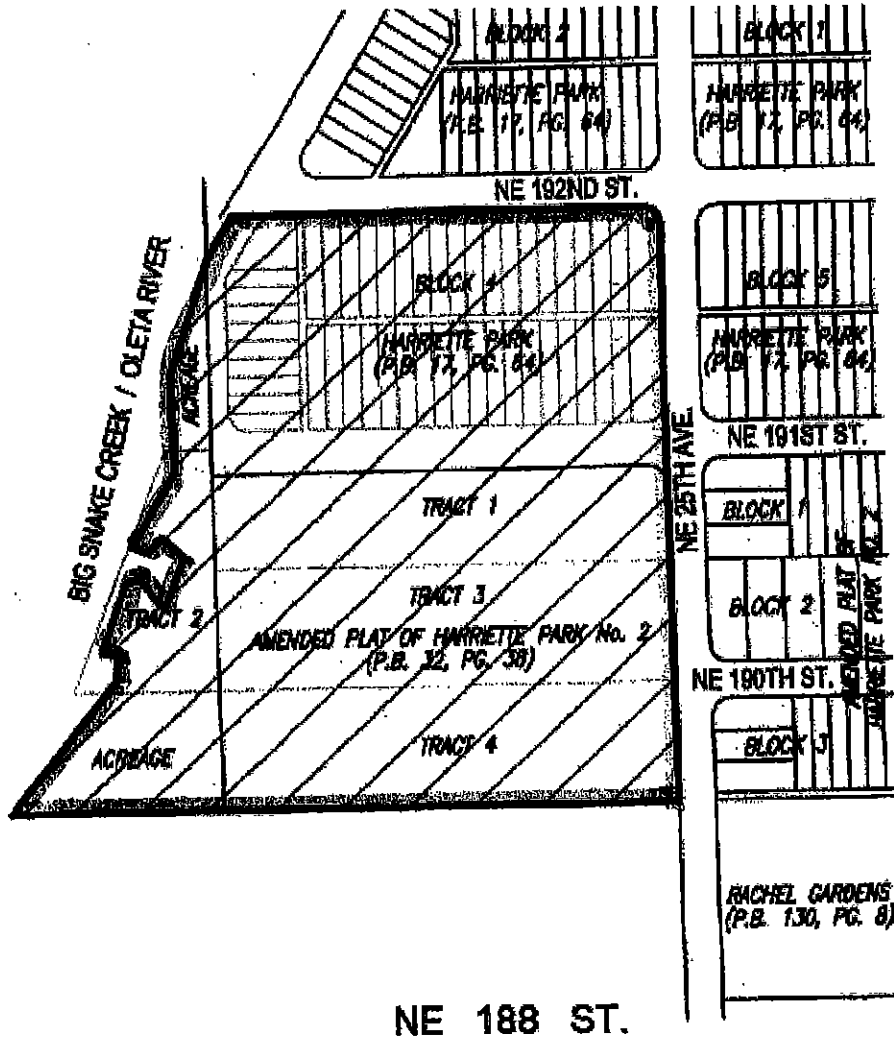 BLOCK 2
BLOCK 1
HARRIETTE PARK
(P.B. 17, PG. 64)
HARRIETTE PARK
(P.B. 17, PG. 64)
NE 192ND ST.
BIG SNAKE CREEK / OLETA RIVER
ACREAGE
BLOCK 4
HARRIETTE PARK
(P.B. 17, PG. 64)
BLOCK 5
HARRIETTE PARK
(P.B. 17, PG. 64)
NE 25TH AVE.
NE 191ST ST.
TRACT 1
BLOCK 1
TRACT 3
TRACT 2
AMENDED PLAT OF HARRIETTE PARK No. 2
(P.B. 32, PG. 38)
BLOCK 2
AMENDED PLAT OF
HARRIETTE PARK NO. 2
NE 190TH ST.
ACREAGE
TRACT 4
BLOCK 3
RACHEL GARDENS
(P.B. 130, PG. 8)
NE 188 ST.